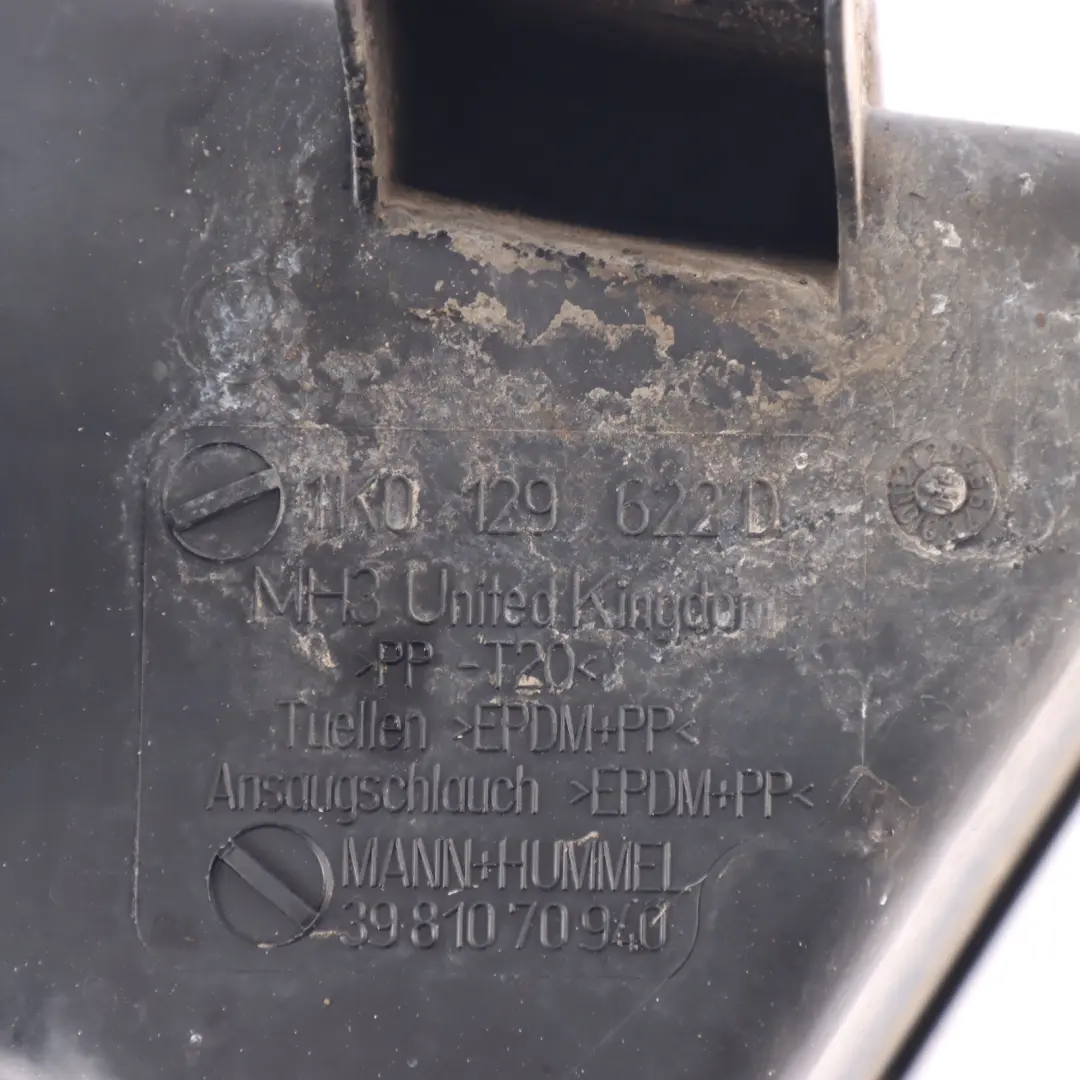 1K0 129 622 D
MH3 United Kingdom
>PP -T20<
Tuellen >EPDM+PP<
Ansaugschlauch >EPDM+PP<
MANN+HUMMEL
39 810 70 940